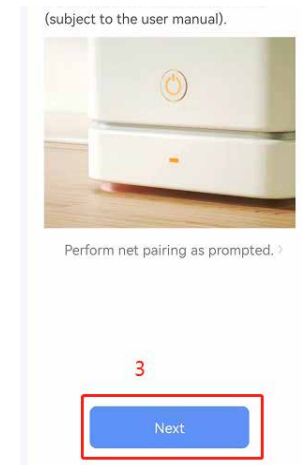 (subject to the user manual).
Perform net pairing as prompted. >
3
Next